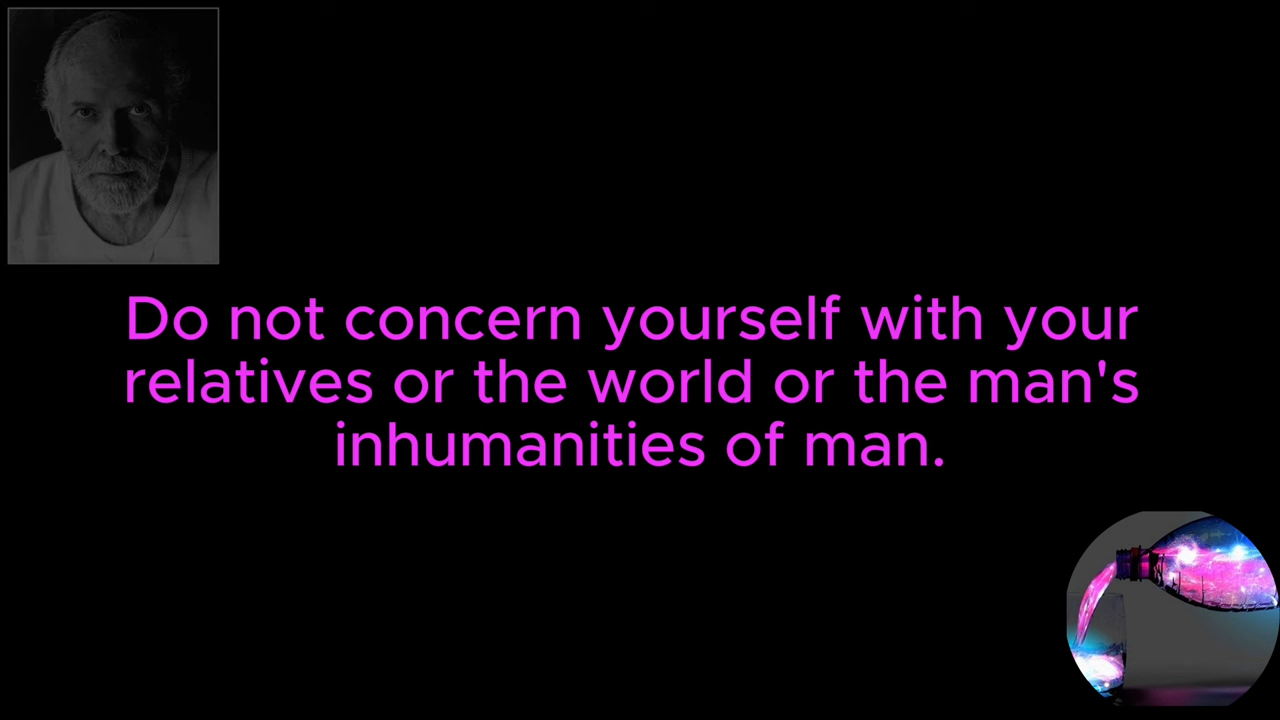 Do not concern yourself with your
relatives or the world or the man's
inhumanities of man.